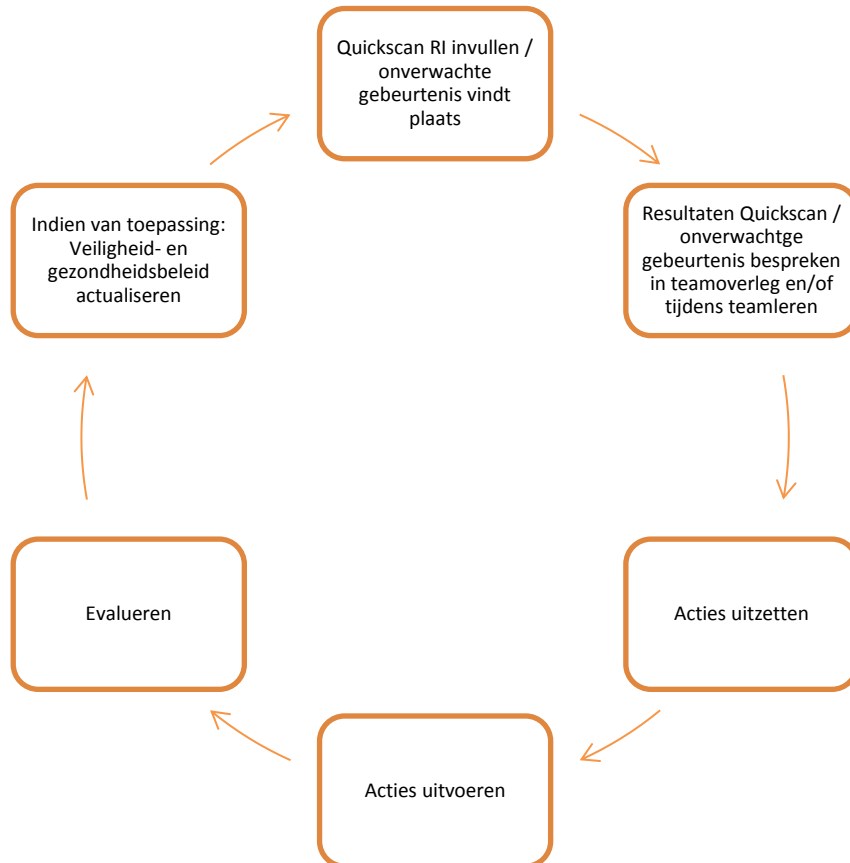 Quickscan RI invullen /
onverwachte
gebeurtenis vindt
plaats
Resultaten Quickscan /
onverwachtge
gebeurtenis bespreken
in teamoverleg en/of
tijdens teamleren
Acties uitzetten
Acties uitvoeren
Evalueren
Indien van toepassing:
Veiligheid- en
gezondheidsbeleid
actualiseren